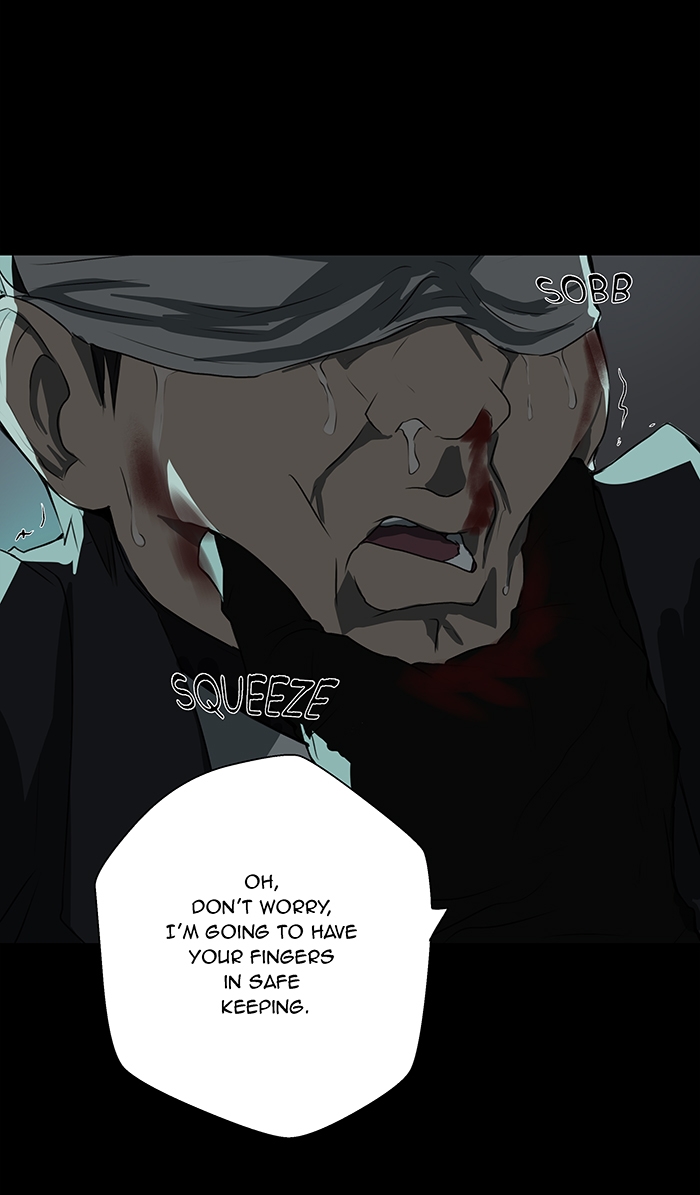 SOBB
SQUEEZE
OH,
DON'T WORRY,
I'M GOING TO HAVE
YOUR FINGERS
IN SAFE
KEEPING.